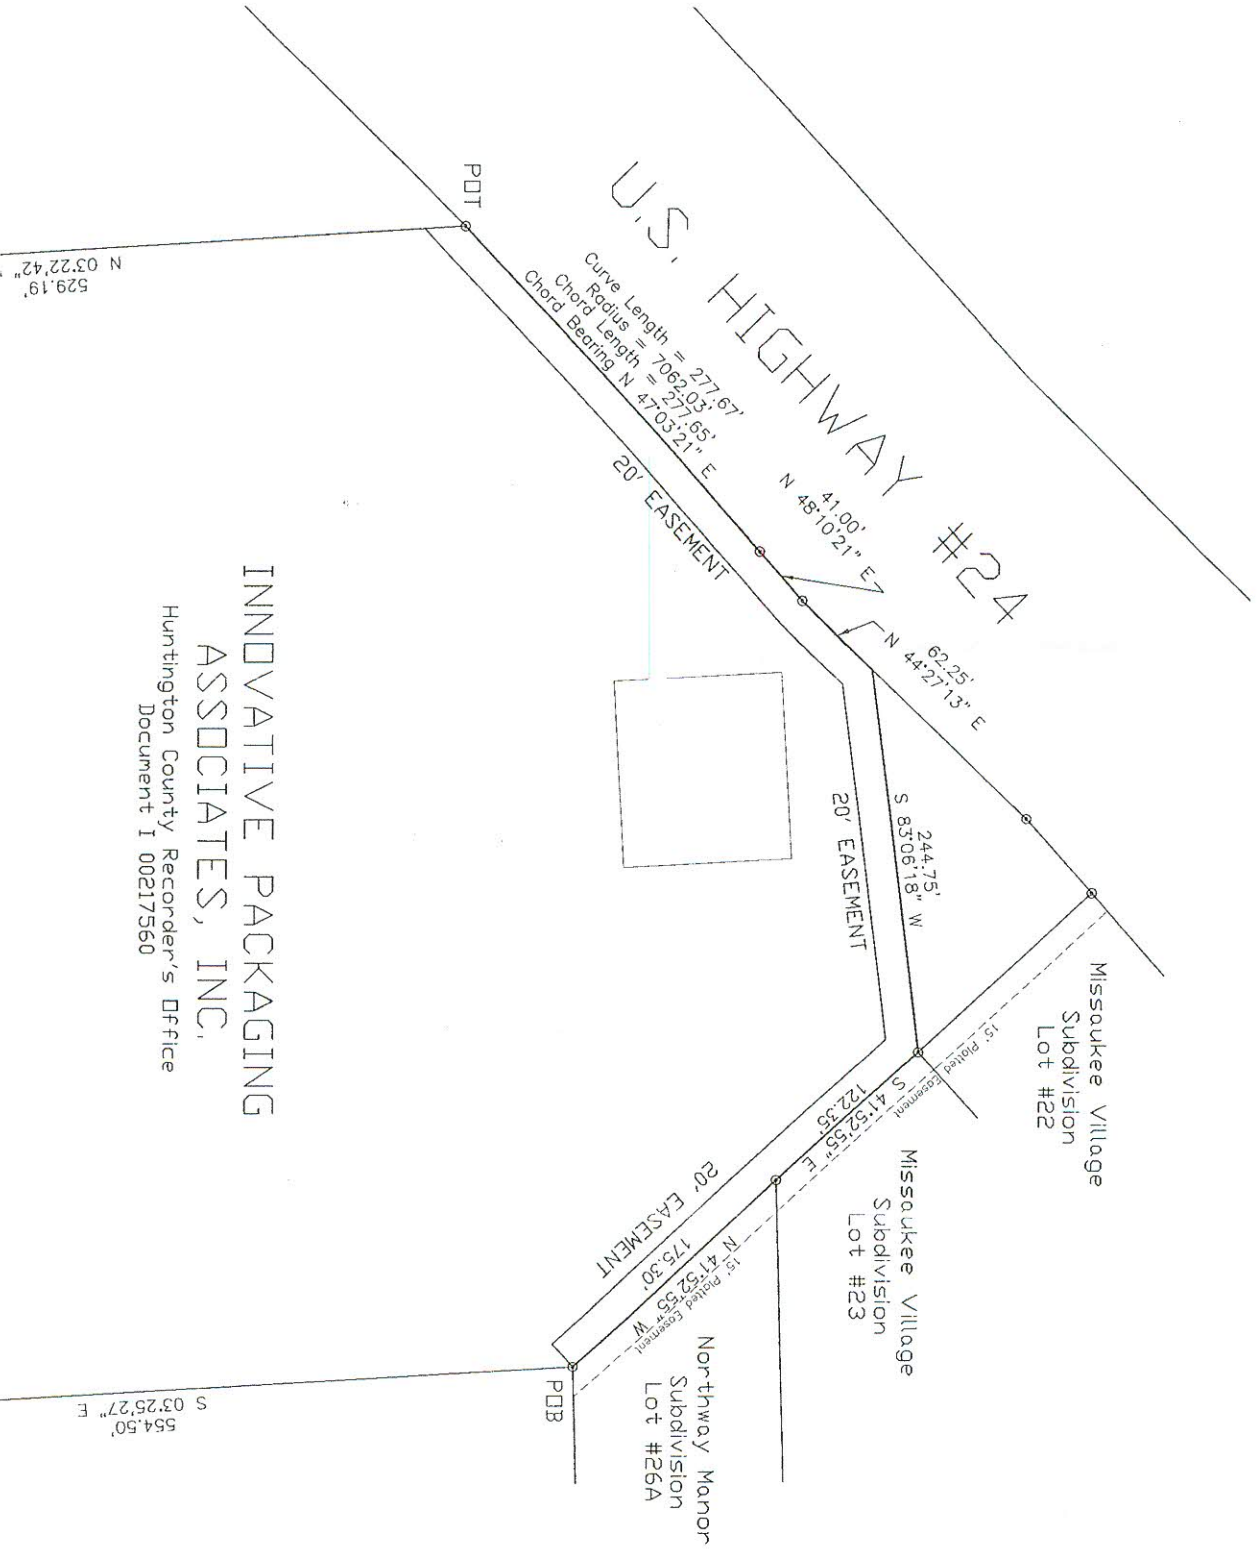 U.S. HIGHWAY #24
POT
N 03°22'42"
529.19'
Curve Length = 277.67'
Radius = 7062.03'
Chord Length = 277.65'
Chord Bearing N 47°03'21" E
41.00'
N 48°10'21" E
62.25'
N 44°27'13" E
20' EASEMENT
244.75'
S 83°06'18" W
20' EASEMENT
Missaukee Village
Subdivision
Lot #22
15' Platted Easement
S 41°52'55" E
122.35'
Missaukee Village
Subdivision
Lot #23
20' EASEMENT
175.30'
N 41°52'55" W
15' Platted Easement
Northway Manor
Subdivision
Lot #26A
POB
S 03°25'27" E
554.50'
INNOVATIVE PACKAGING
ASSOCIATES, INC.
Huntington County Recorder's Office
Document I 00217560